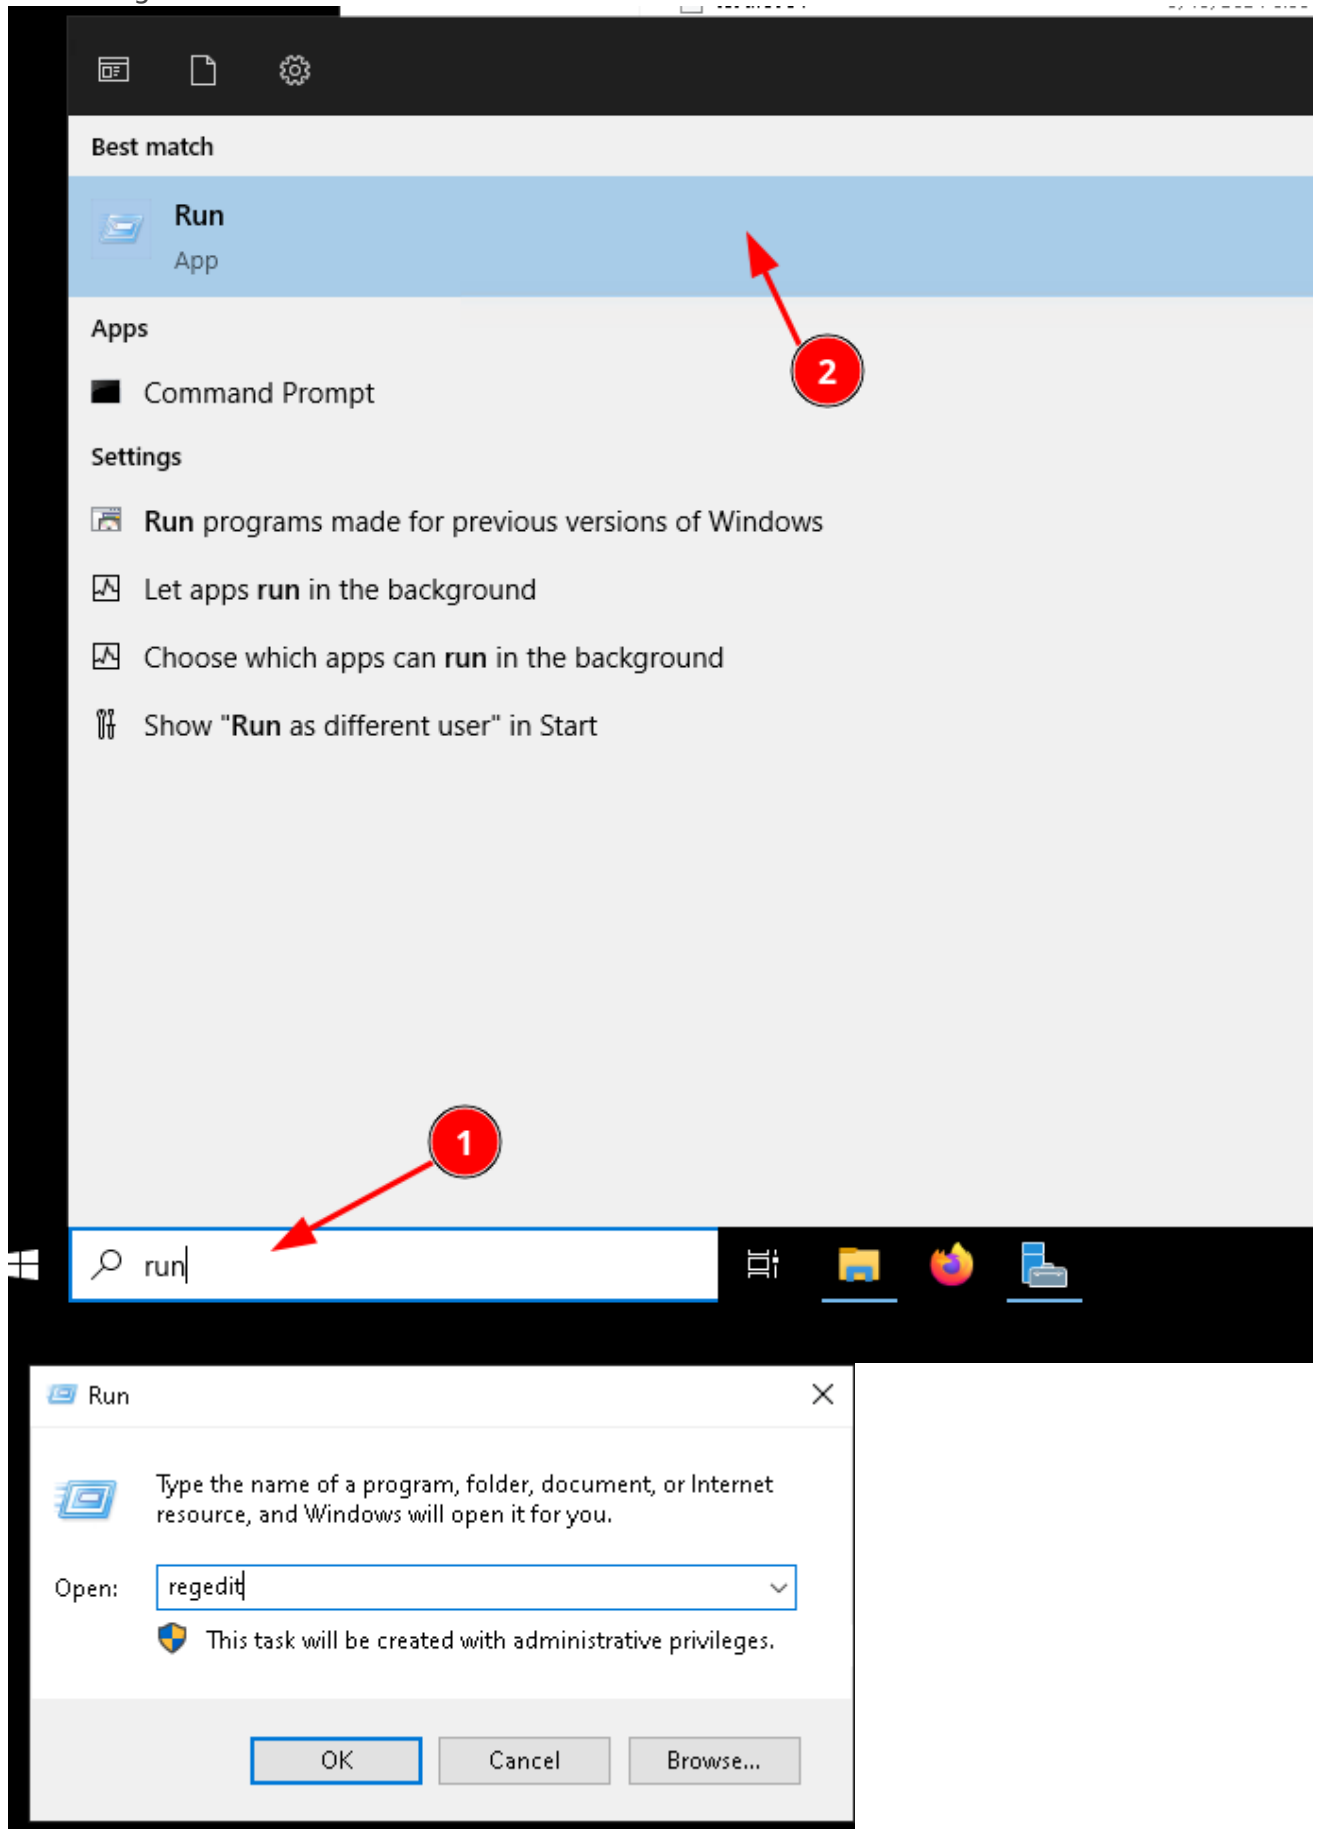 Best match
Run
App
Apps
2
Command Prompt
Settings
Run programs made for previous versions of Windows
Let apps run in the background
Choose which apps can run in the background
Show "Run as different user" in Start
1
run
Run
Type the name of a program, folder, document, or Internet
resource, and Windows will open it for you.
Open: regedit
This task will be created with administrative privileges.
OK Cancel Browse...